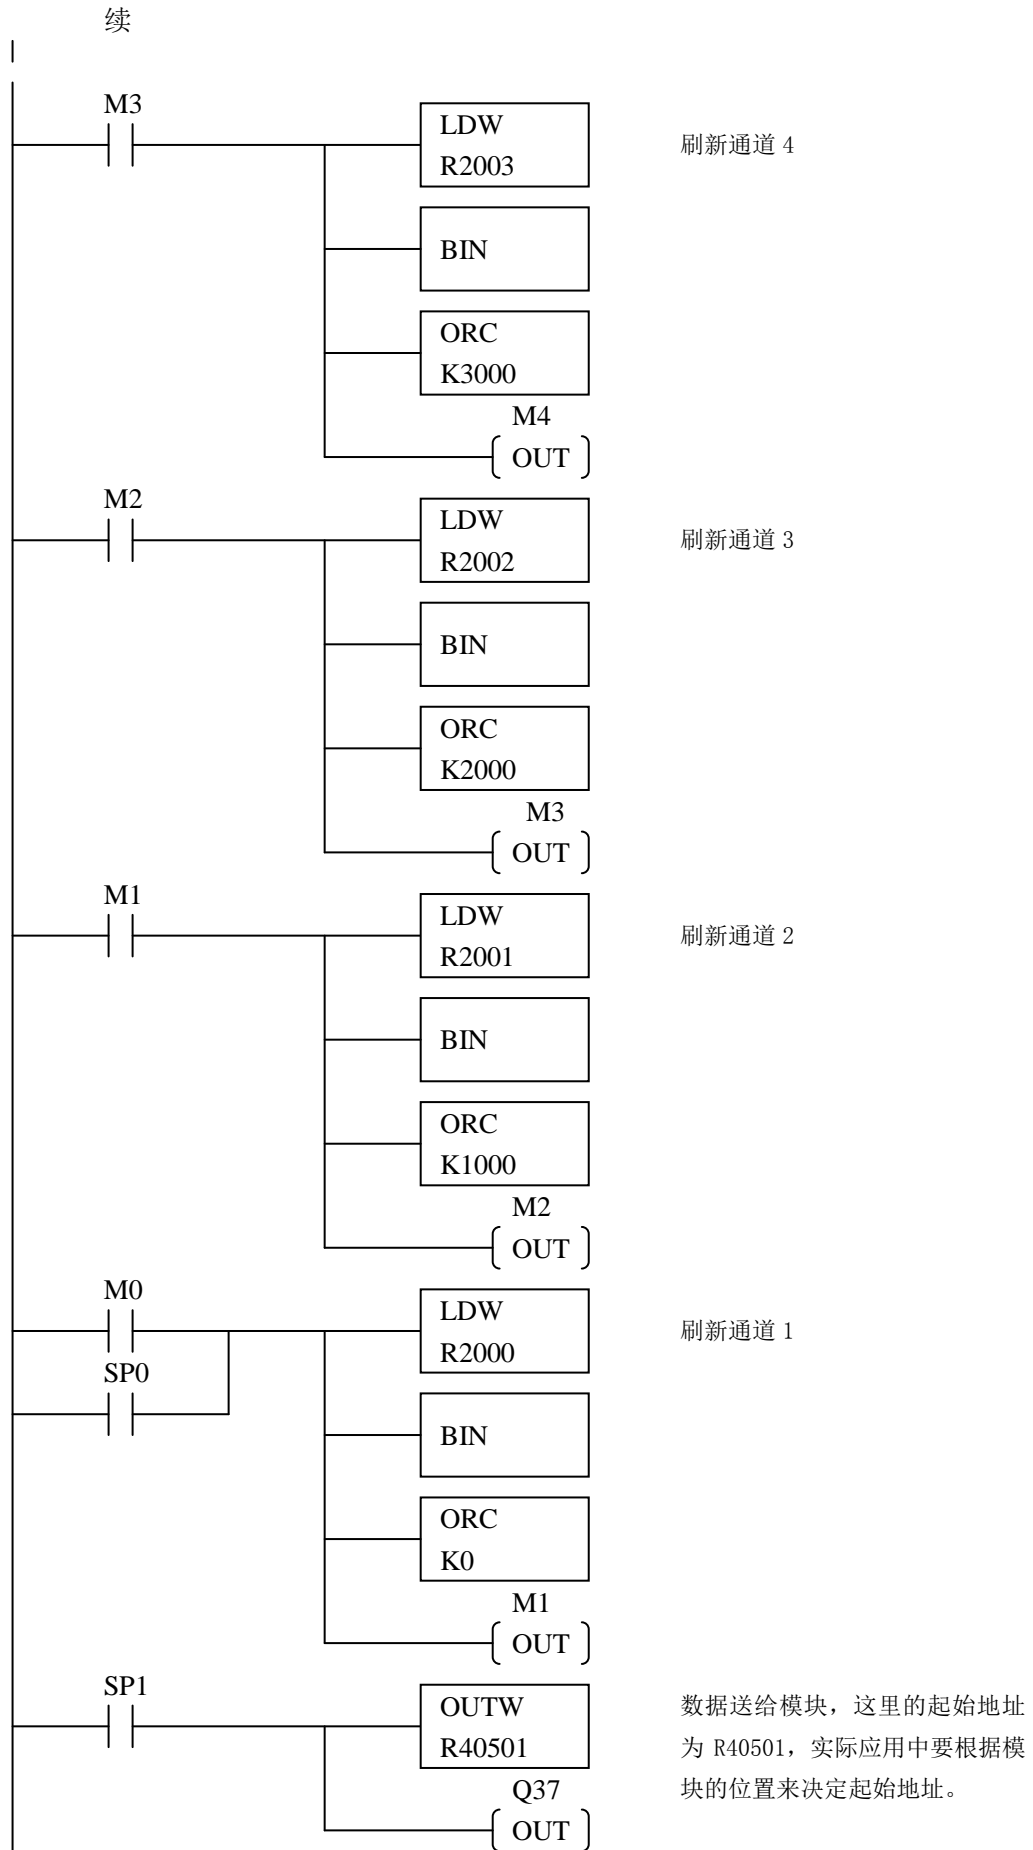 续
M3
LDW
R2003
刷新通道 4
BIN
ORC
K3000
M4
OUT
M2
LDW
R2002
刷新通道 3
BIN
ORC
K2000
M3
OUT
M1
LDW
R2001
刷新通道 2
BIN
ORC
K1000
M2
OUT
M0
LDW
R2000
刷新通道 1
SP0
BIN
ORC
K0
M1
OUT
SP1
OUTW
R40501
数据送给模块，这里的起始地址
为 R40501，实际应用中要根据模
块的位置来决定起始地址。
Q37
OUT